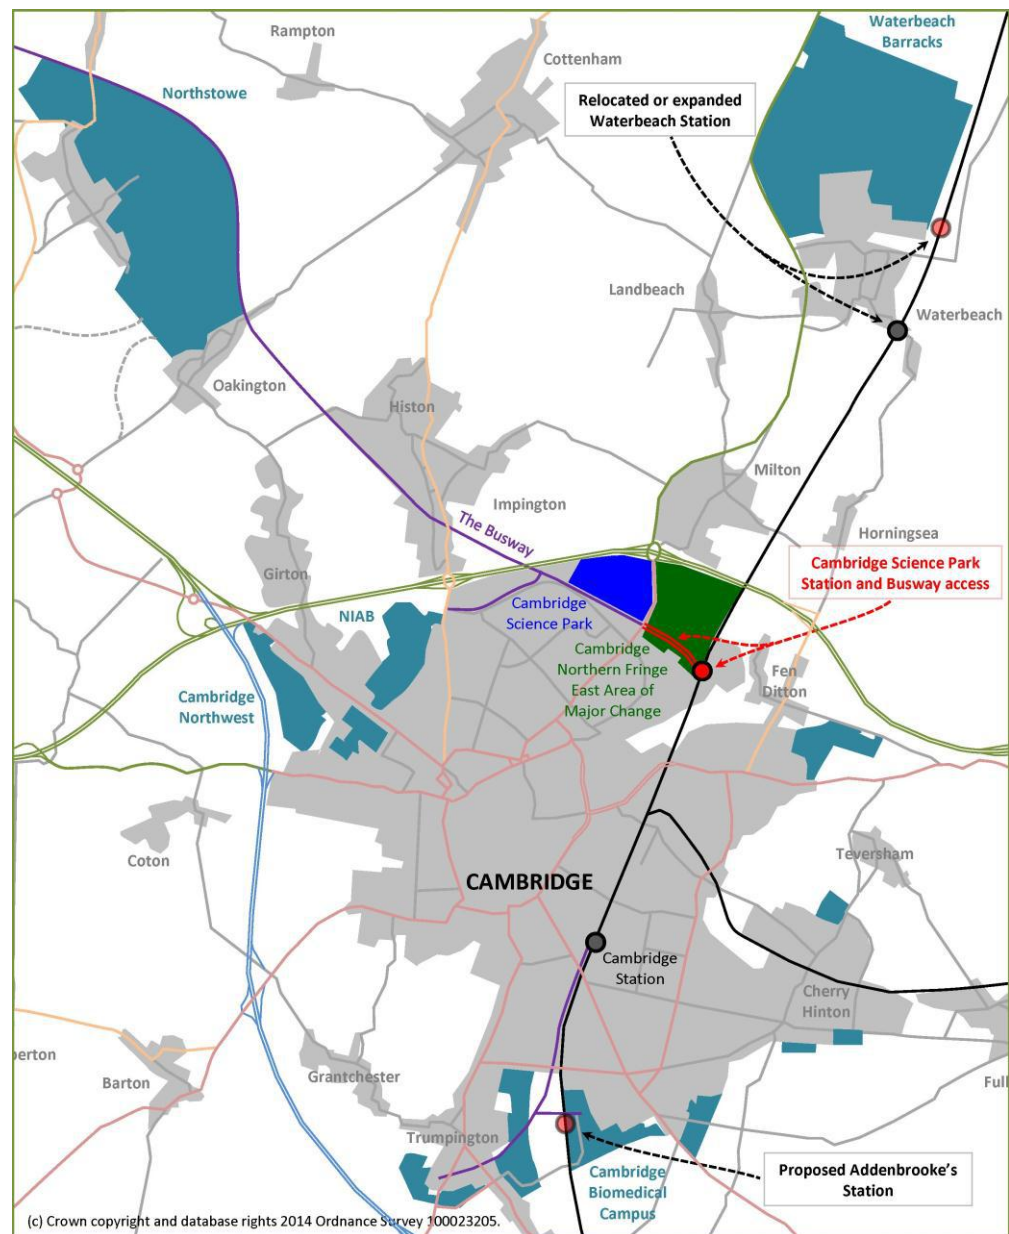 Rampton
Waterbeach
Barracks
Cottenham
Northstowe
Relocated or expanded
Waterbeach Station
Landbeach
Waterbeach
Oakington
Histon
Milton
Impington
The Busway
Horningsea
Girton
Cambridge Science Park
Station and Busway access
NIAB
Cambridge
Science Park
Cambridge
Northern Fringe
East Area of
Major Change
Fen
Ditton
Cambridge
Northwest
Coton
Teversham
CAMBRIDGE
Cambridge
Station
Cherry
Hinton
perton
Barton
Grantchester
Full
Trumpington
Cambridge
Biomedical
Campus
Proposed Addenbrooke's
Station
(c) Crown copyright and database rights 2014 Ordnance Survey 100023205.